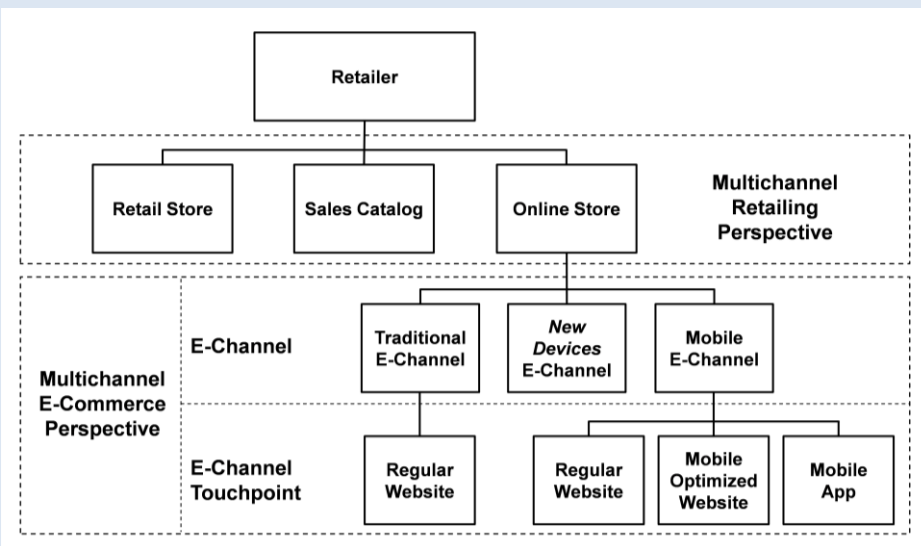 Retailer
Retail Store
Sales Catalog
Online Store
Multichannel
Retailing
Perspective
Multichannel
E-Commerce
Perspective
E-Channel
Traditional
E-Channel
New
Devices
E-Channel
Mobile
E-Channel
E-Channel
Touchpoint
Regular
Website
Regular
Website
Mobile
Optimized
Website
Mobile
App